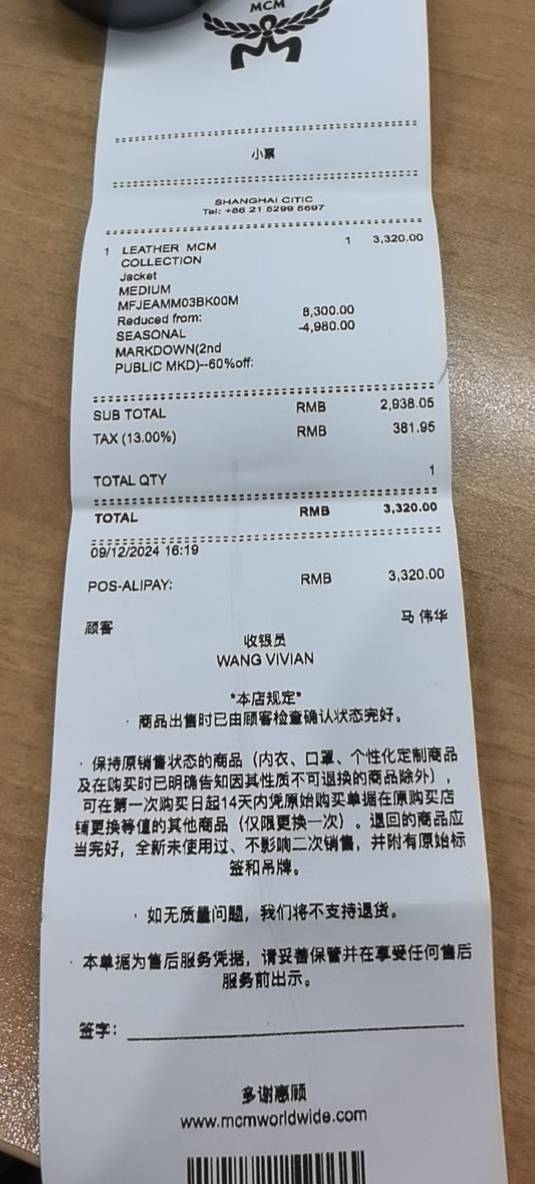 MCM
小票
SHANGHAI CITIC
Tel: +86 21 5299 5697
1 LEATHER MCM 1 3,320.00
COLLECTION
Jacket
MEDIUM
MFJEAMM03BK00M
Reduced from: 8,300.00
SEASONAL -4,980.00
MARKDOWN(2nd
PUBLIC MKD)--60%off:
SUB TOTAL RMB 2,938.05
TAX (13.00%) RMB 381.95
TOTAL QTY 1
TOTAL RMB 3,320.00
09/12/2024 16:19
POS-ALIPAY: RMB 3,320.00
顾客 马 伟华
收银员
WANG VIVIAN
*本店规定*
· 商品出售时已由顾客检查确认状态完好。
· 保持原销售状态的商品（内衣、口罩、个性化定制商品
及在购买时已明确告知因其性质不可退换的商品除外），
可在第一次购买日起14天内凭原始购买单据在原购买店
铺更换等值的其他商品（仅限更换一次）。退回的商品应
当完好，全新未使用过、不影响二次销售，并附有原始标
签和吊牌。
· 如无质量问题，我们将不支持退货。
· 本单据为售后服务凭据，请妥善保管并在享受任何售后
服务前出示。
签字：
多谢惠顾
www.mcmworldwide.com